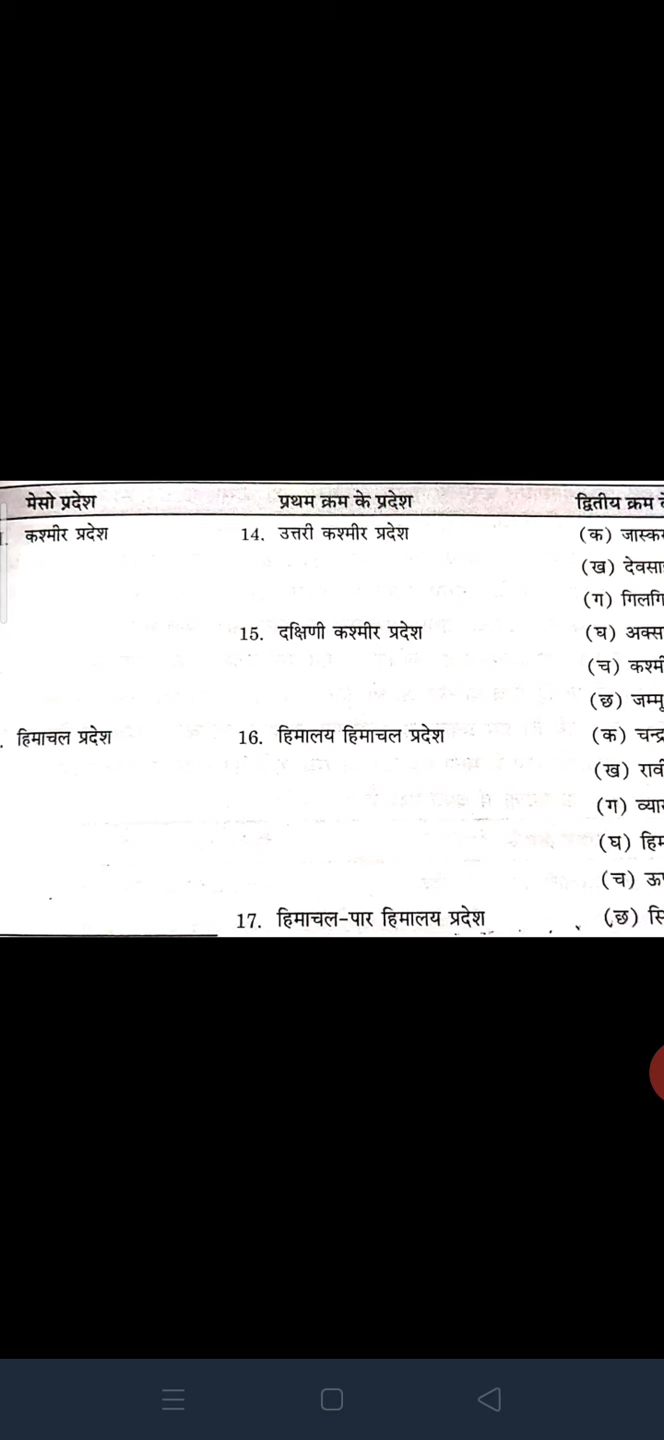 मेसो प्रदेश प्रथम क्रम के प्रदेश द्वितीय क्रम
कश्मीर प्रदेश 14. उत्तरी कश्मीर प्रदेश (क)
(ख)
(ग)
15. दक्षिणी कश्मीर प्रदेश (घ)
(च)
(छ)
हिमाचल प्रदेश 16. हिमालय हिमाचल प्रदेश (क)
(ख)
(ग)
(घ)
(च)
17. हिमाचल-पार हिमालय प्रदेश (छ)